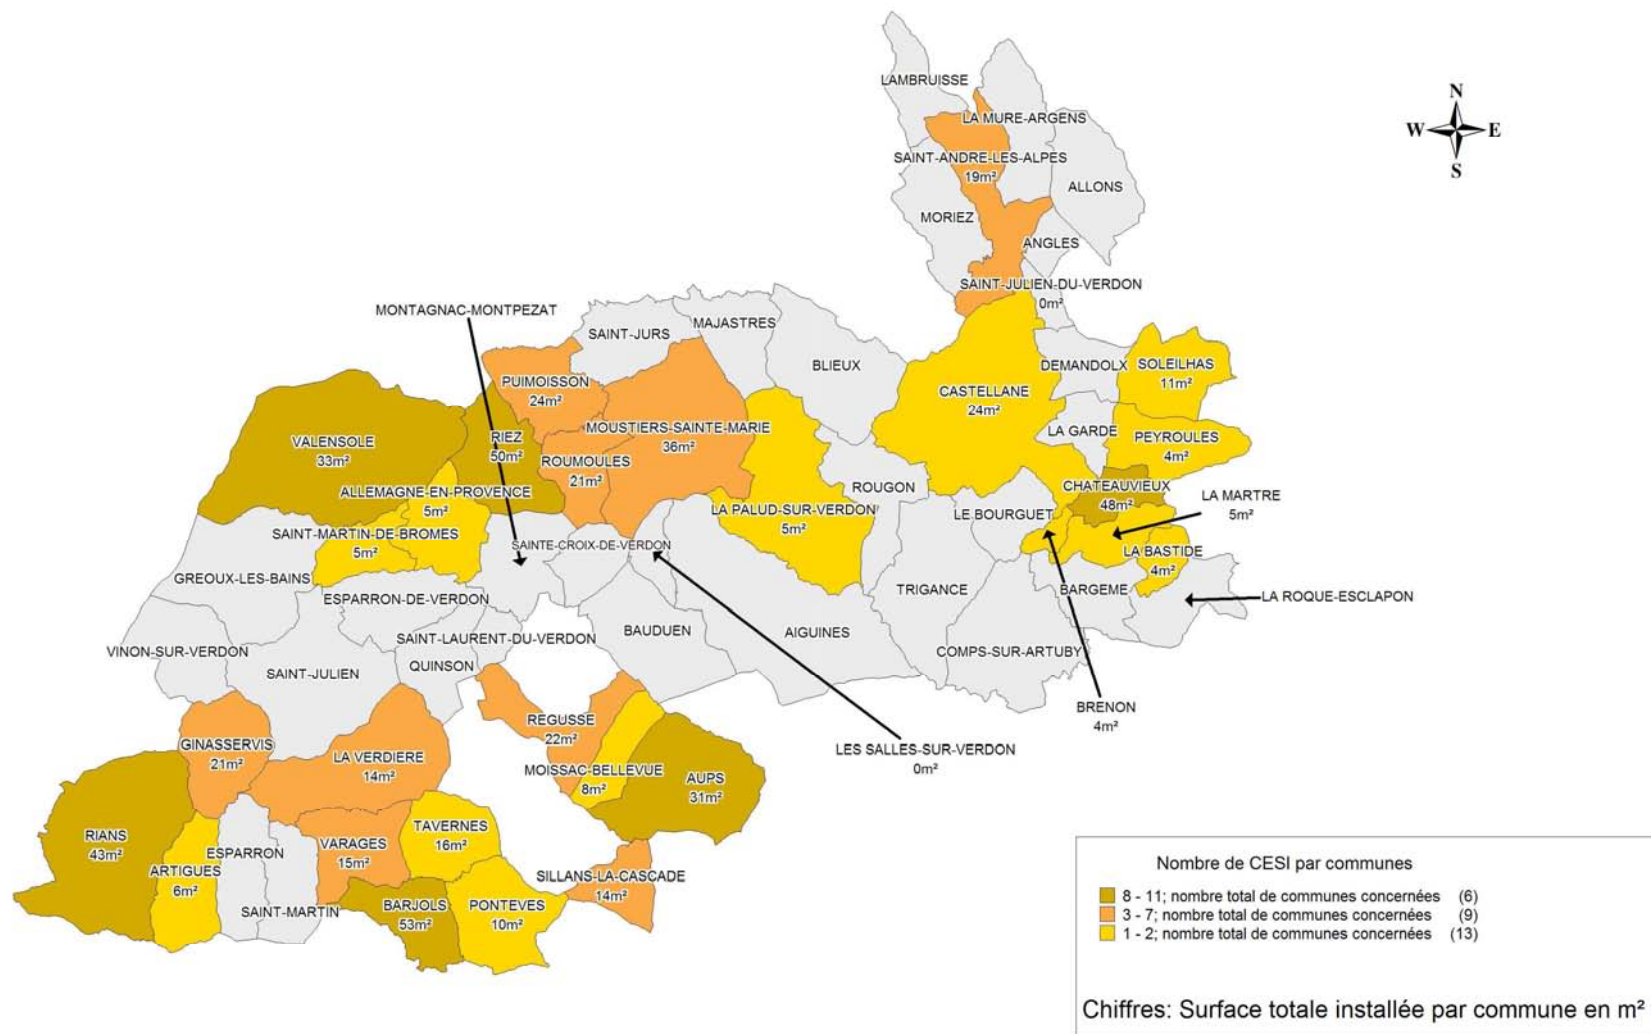 LAMBRUISSE
N
LA MURE-ARGENS
W E
SAINT-ANDRE-LES-ALPES
19m²
S
ALLONS
MORIEZ
ANGLES
SAINT-JULIEN-DU-VERDON
0m²
MONTAGNAC-MONTPEZAT
MAJASTRES
SAINT-JURS
BLIEUX
DEMANDOLX
SOLEILHAS
11m²
PUIMOISSON
24m²
CASTELLANE
24m²
MOUSTIERS-SAINTE-MARIE
36m²
LA GARDE
PEYROULES
4m²
VALENSOLE
33m²
RIEZ
50m²
ROUMOULES
21m²
ROUGON
CHATEAUVIEUX
48m²
ALLEMAGNE-EN-PROVENCE
5m²
LA MARTRE
5m²
LA PALUD-SUR-VERDON
5m²
LE BOURGUET
SAINT-MARTIN-DE-BROMES
5m²
SAINTE-CROIX-DE-VERDON
LA BASTIDE
4m²
GREOUX-LES-BAINS
TRIGANCE
BARGEME
LA ROQUE-ESCLAPON
ESPARRON-DE-VERDON
BAUDUEN
AIGUINES
SAINT-LAURENT-DU-VERDON
VINON-SUR-VERDON
COMPS-SUR-ARTUBY
QUINSON
SAINT-JULIEN
BRENON
4m²
REGUSSE
22m²
GINASSERVIS
21m²
LES SALLES-SUR-VERDON
0m²
LA VERDIERE
14m²
MOISSAC-BELLEVUE
8m²
AUPS
31m²
TAVERNES
16m²
RIANS
43m²
VARAGES
15m²
ESPARRON
ARTIGUES
6m²
SILLANS-LA-CASCADE
14m²
SAINT-MARTIN
BARJOLS
53m²
PONTEVES
10m²
Nombre de CESI par communes
8 - 11; nombre total de communes concernées (6)
3 - 7; nombre total de communes concernées (9)
1 - 2; nombre total de communes concernées (13)
Chiffres: Surface totale installée par commune en m²